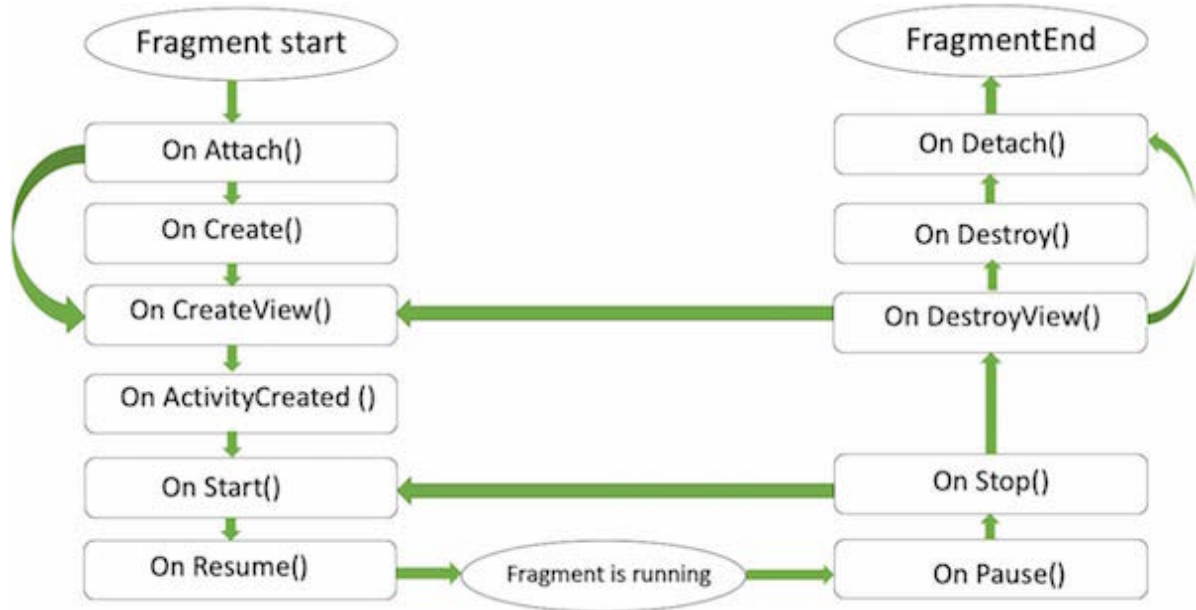 Fragment start
On Attach()
On Create()
On CreateView()
On ActivityCreated ()
On Start()
On Resume()
Fragment is running
FragmentEnd
On Detach()
On Destroy()
On DestroyView()
On Stop()
On Pause()